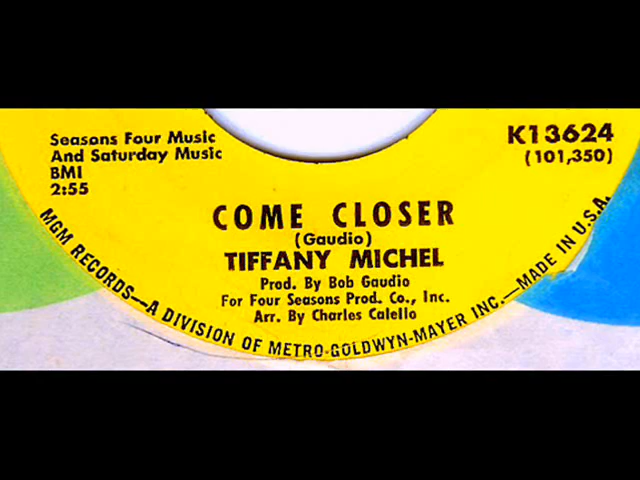 Seasons Four Music
And Saturday Music
BMI
2:55
K13624
(101,350)
COME CLOSER
(Gaudio)
TIFFANY MICHEL
Prod. By Bob Gaudio
For Four Seasons Prod. Co., Inc.
Arr. By Charles Calello
MGM RECORDS—A DIVISION OF METRO-GOLDWYN-MAYER INC.—MADE IN U.S.A.